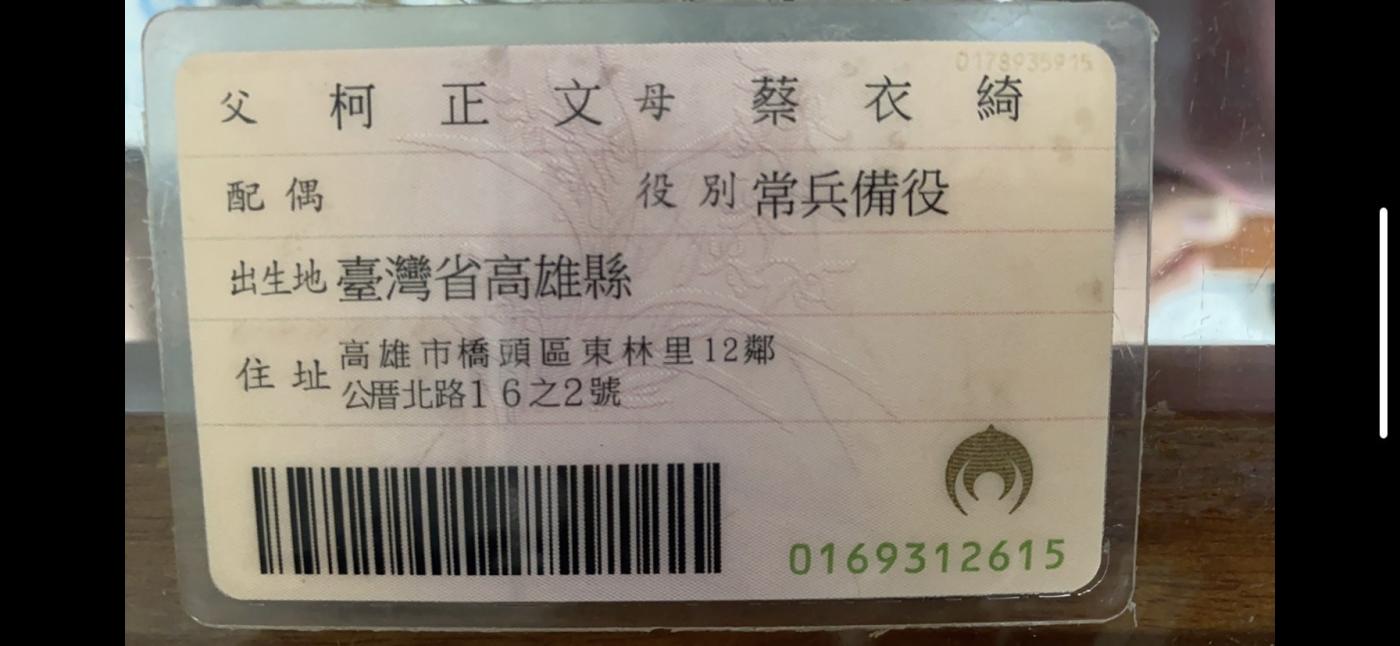 0178935915
父 柯正文 母 蔡衣綺
配偶 役別 常兵備役
出生地 臺灣省高雄縣
住址 高雄市橋頭區東林里12鄰
公厝北路16之2號
0169312615